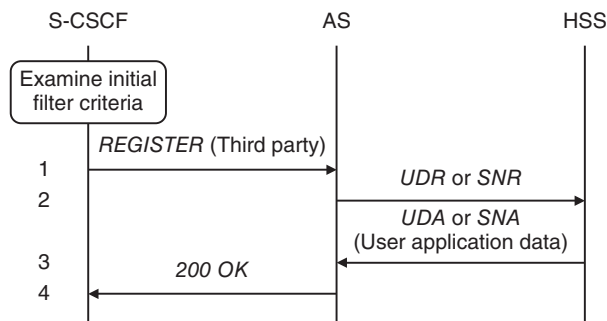 S-CSCF AS HSS
Examine initial
filter criteria
REGISTER (Third party)
1
UDR or SNR
2
UDA or SNA
(User application data)
3
200 OK
4